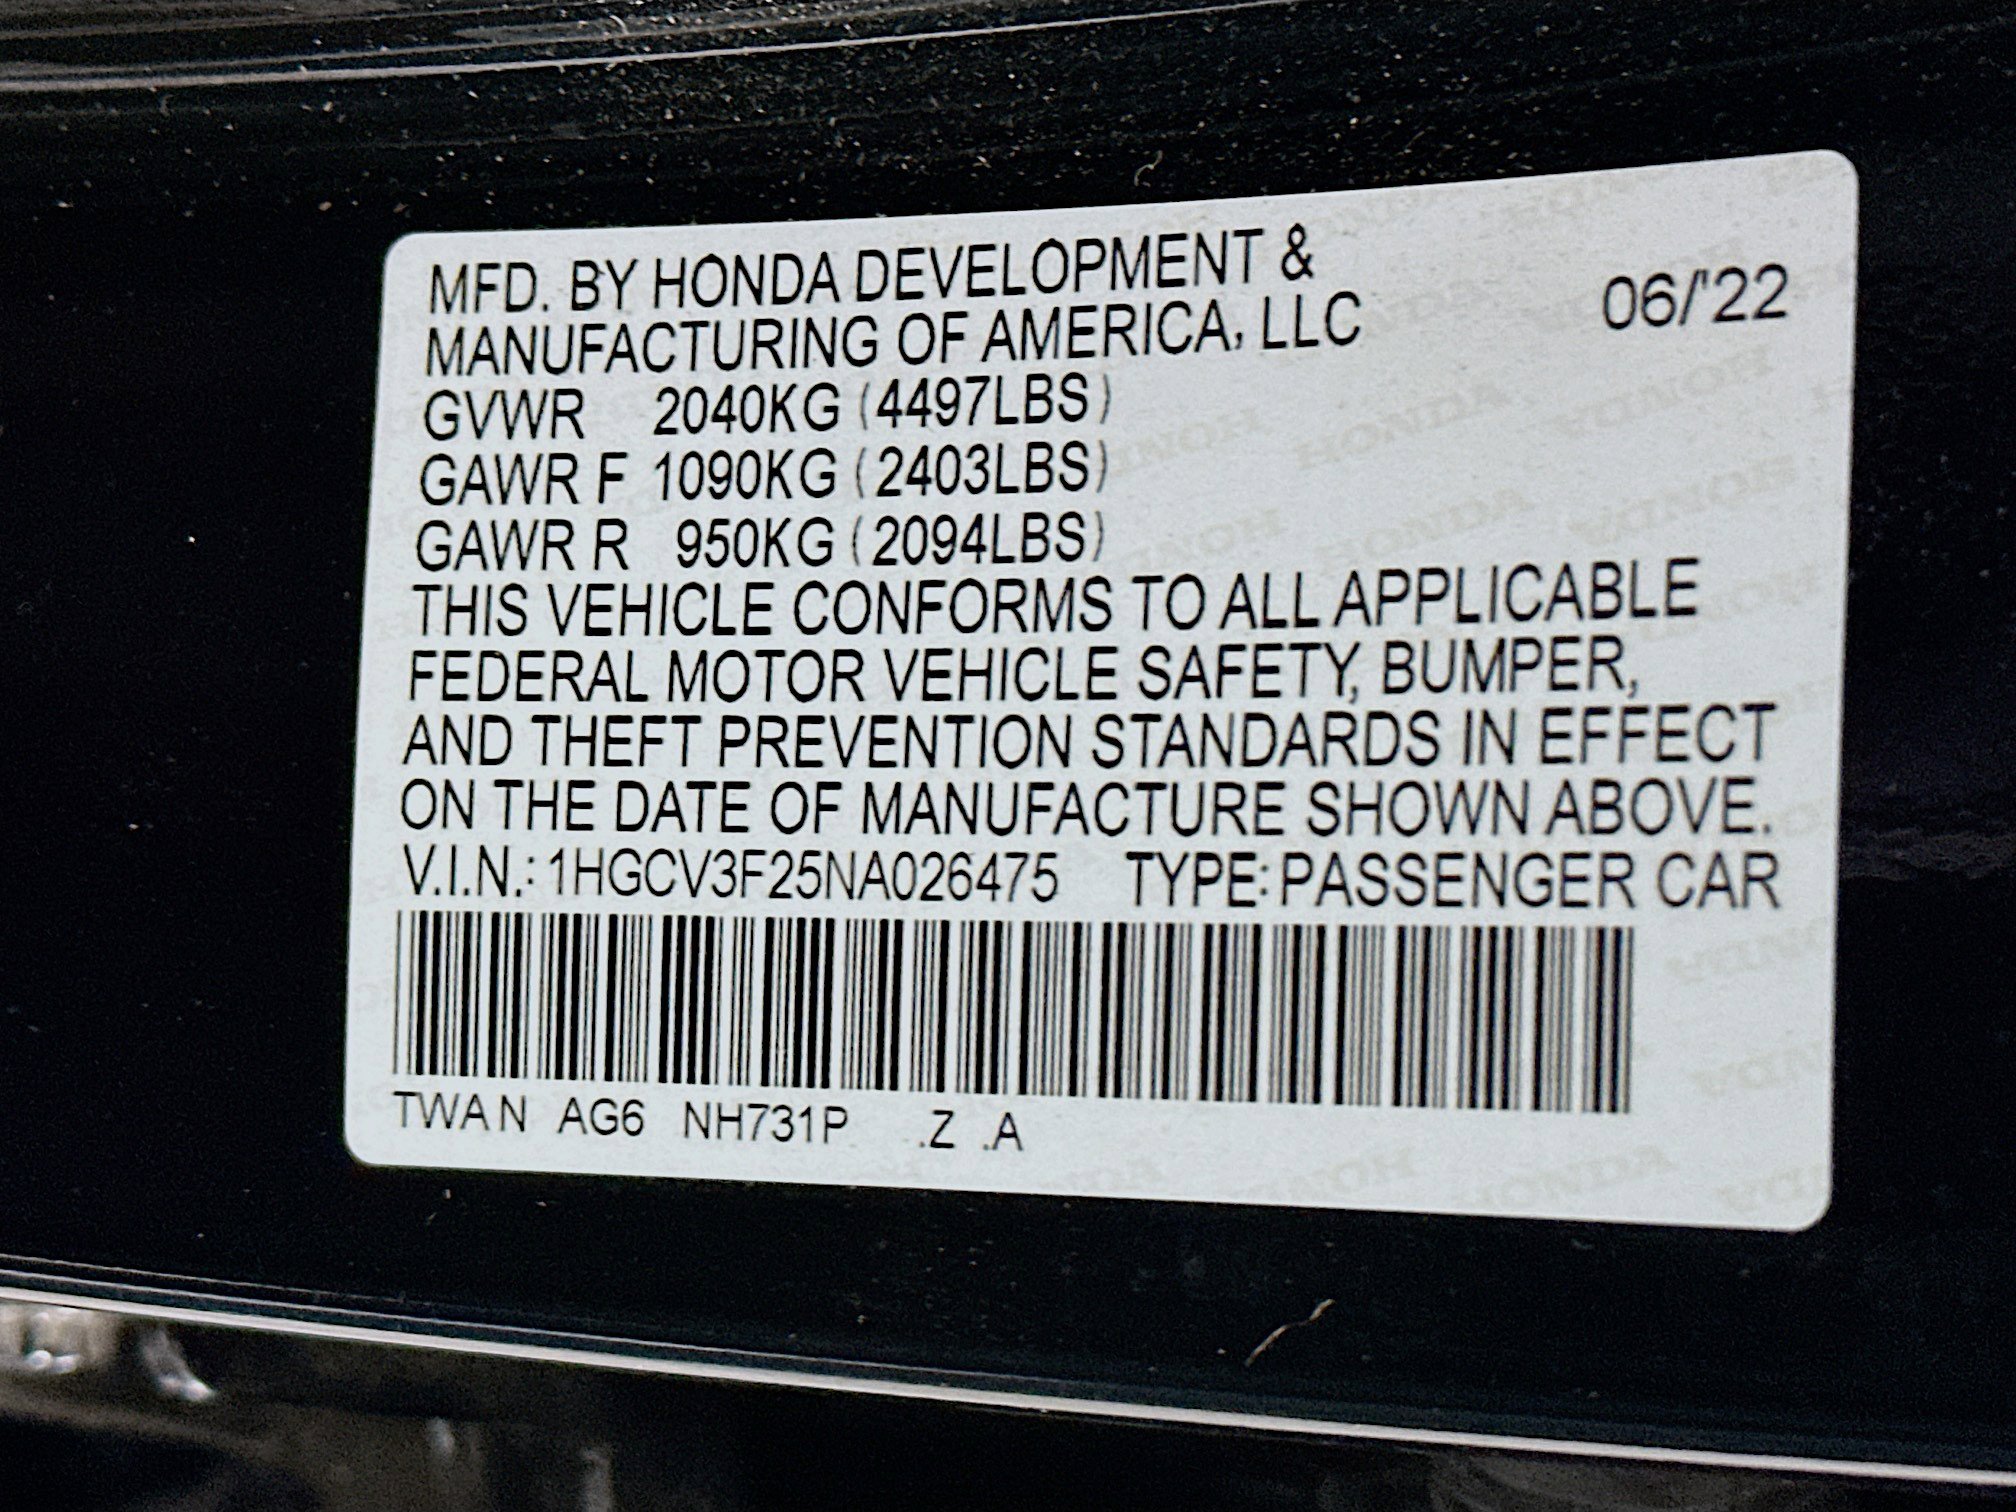 MFD. BY HONDA DEVELOPMENT &
MANUFACTURING OF AMERICA, LLC
06/'22
GVWR 2040KG (4497LBS)
GAWR F 1090KG (2403LBS)
GAWR R 950KG (2094LBS)
THIS VEHICLE CONFORMS TO ALL APPLICABLE
FEDERAL MOTOR VEHICLE SAFETY, BUMPER,
AND THEFT PREVENTION STANDARDS IN EFFECT
ON THE DATE OF MANUFACTURE SHOWN ABOVE.
V.I.N.: 1HGCV3F25NA026475 TYPE: PASSENGER CAR
TWAN AG6 NH731P .Z .A